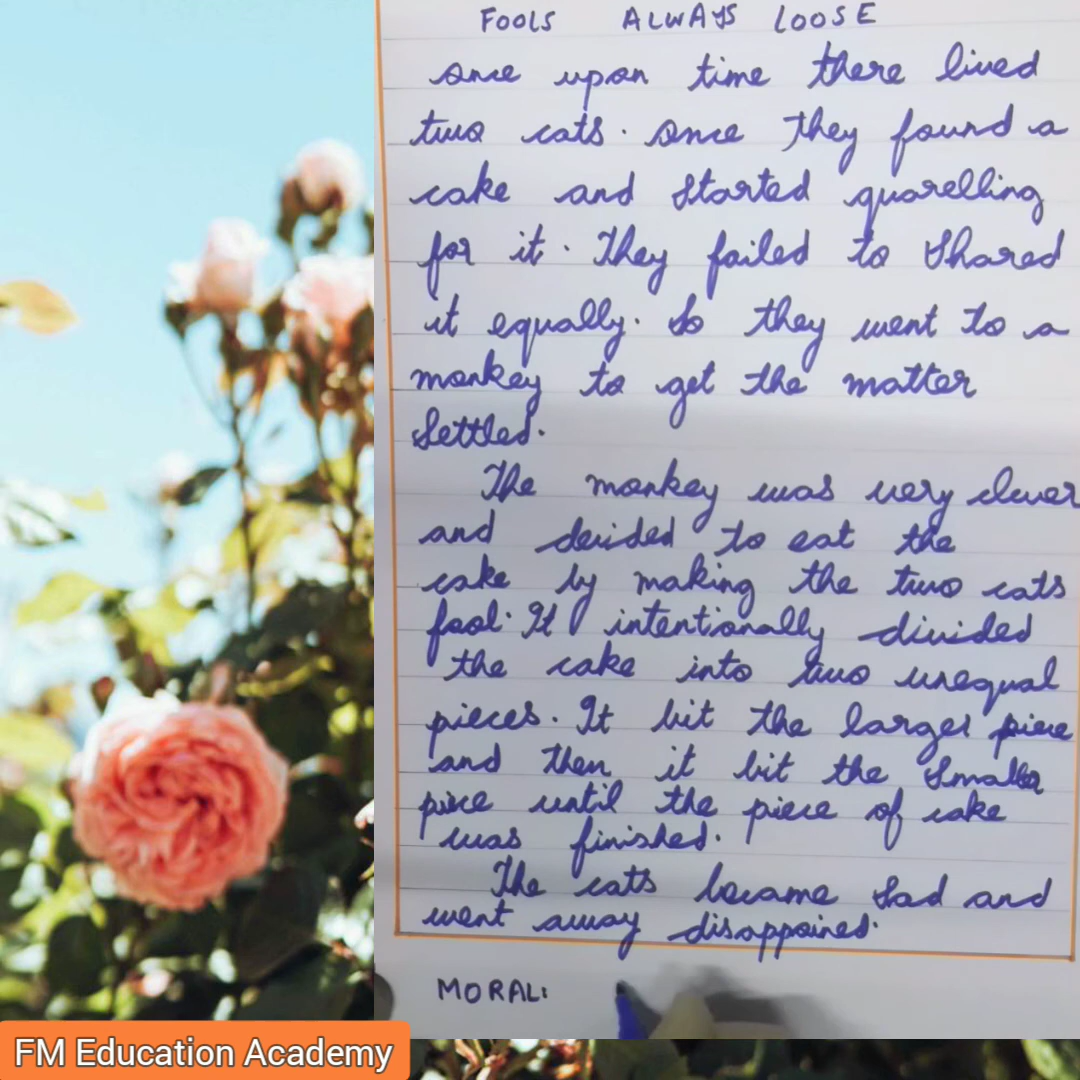 FOOLS ALWAYS LOOSE
once upon time there lived
two cats. once they found a
cake and started quarelling
for it. They failed to Shared
it equally. So they went to a
monkey to get the matter
Settled.
The monkey was very clever
and decided to eat the
cake by making the two cats
fool. It intentionally divided
the cake into two unequal
pieces. It bit the larger piece
and then it bit the smaller
piece until the piece of cake
was finished.
The cats became sad and
went away disappoined.
MORAL:
FM Education Academy